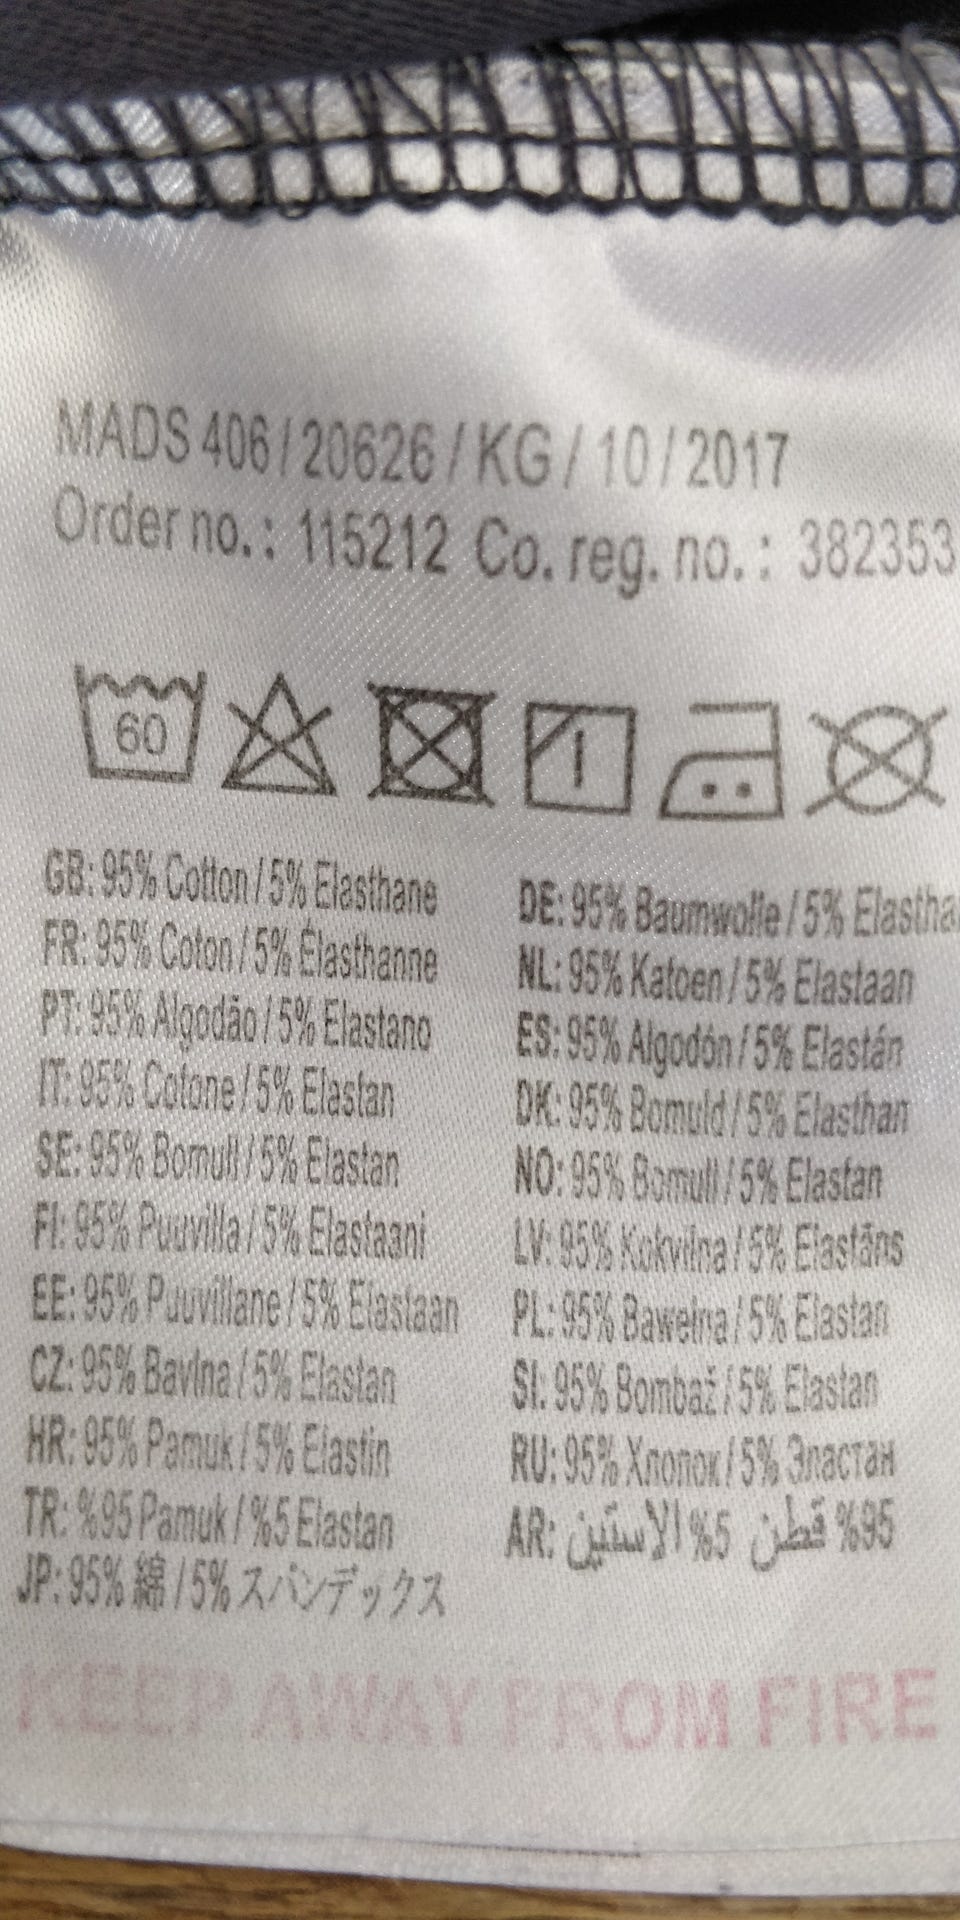 MADS 406 / 20626 / KG / 10 / 2017
Order no. : 115212 Co. reg. no. : 382353
60
GB: 95% Cotton / 5% Elasthane
DE: 95% Baumwolle / 5% Elastha
FR: 95% Coton / 5% Élasthanne
NL: 95% Katoen / 5% Elastaan
PT: 95% Algodão / 5% Elastano
ES: 95% Algodón / 5% Elastán
IT: 95% Cotone / 5% Elastan
DK: 95% Bomuld / 5% Elasthan
SE: 95% Bomull / 5% Elastan
NO: 95% Bomull / 5% Elastan
FI: 95% Puuvilla / 5% Elastaani
LV: 95% Kokvilna / 5% Elastāns
EE: 95% Puuvillane / 5% Elastaan
PL: 95% Bawełna / 5% Elastan
CZ: 95% Bavlna / 5% Elastan
SI: 95% Bombaž / 5% Elastan
HR: 95% Pamuk / 5% Elastin
RU: 95% Хлопок / 5% Эластан
TR: %95 Pamuk / %5 Elastan
AR: %95 قطن %5 الاستين
JP: 95% 綿 / 5% スパンデックス
KEEP AWAY FROM FIRE